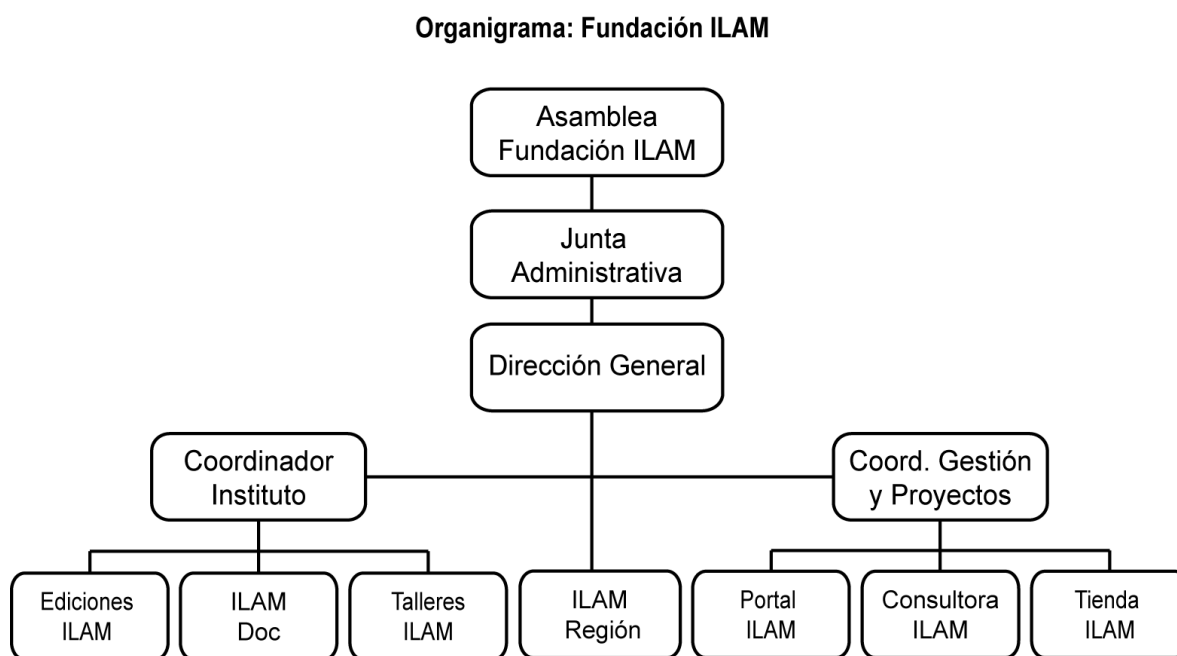 Organigrama: Fundación ILAM
Asamblea
Fundación ILAM
Junta
Administrativa
Dirección General
Coordinador
Instituto
Coord. Gestión
y Proyectos
Ediciones
ILAM
ILAM
Doc
Talleres
ILAM
ILAM
Región
Portal
ILAM
Consultora
ILAM
Tienda
ILAM